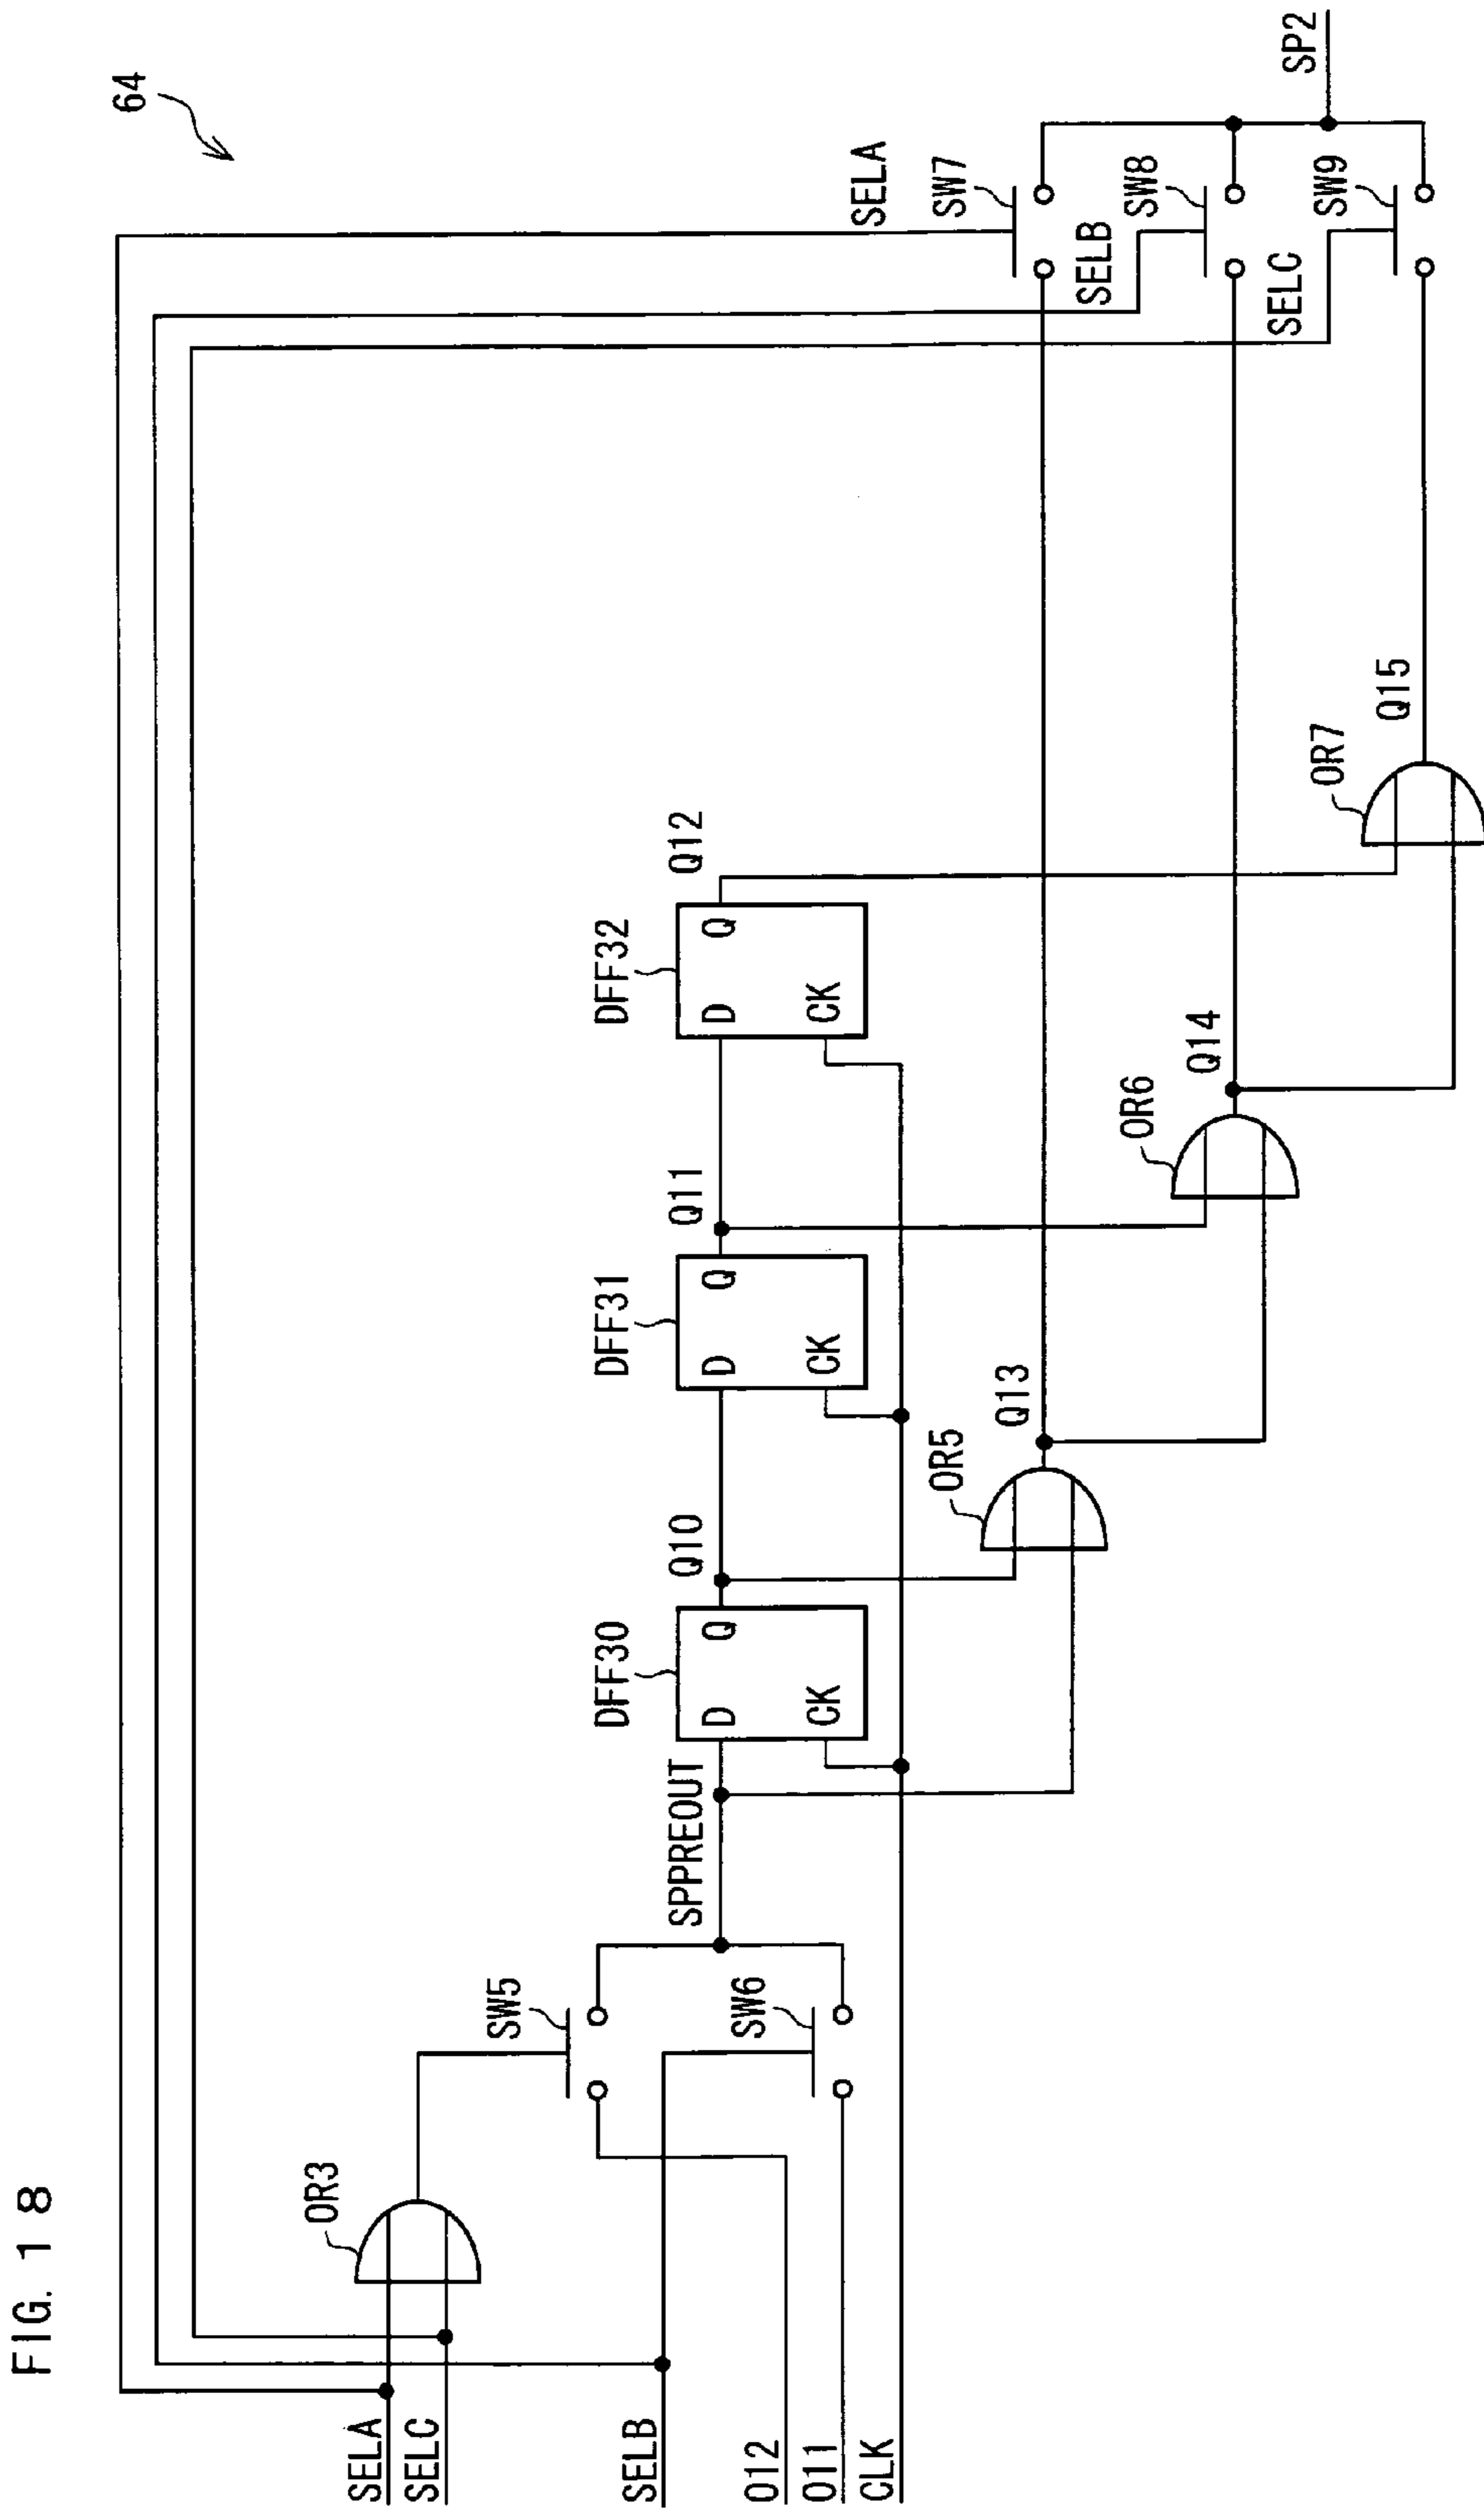 FIG. 18
64
SELA
SELC
SELB
O12
O11
CLK
OR3
SW5
SW6
SPPREOUT
DFF30
D
Q
CK
Q10
DFF31
D
Q
CK
Q11
DFF32
D
Q
CK
Q12
OR5
Q13
OR6
Q14
OR7
Q15
SELA
SW7
SELB
SW8
SELC
SW9
SP2